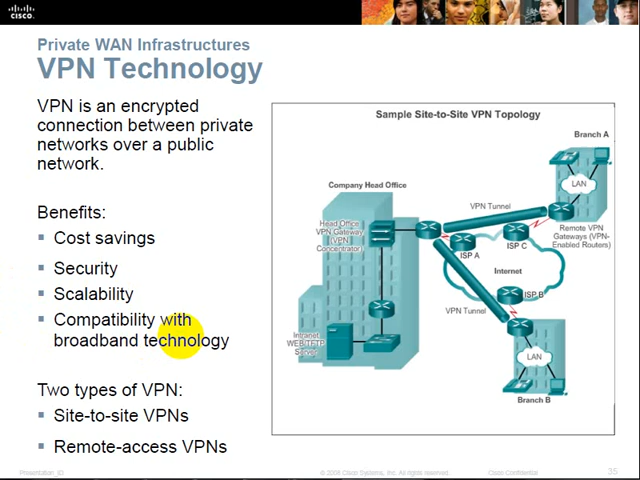 CISCO
Private WAN Infrastructures
VPN Technology
VPN is an encrypted
connection between private
networks over a public
network.
Benefits:
Cost savings
Security
Scalability
Compatibility with
broadband technology
Two types of VPN:
Site-to-site VPNs
Remote-access VPNs
Sample Site-to-Site VPN Topology
Branch A
LAN
Company Head Office
VPN Tunnel
Head Office
VPN Gateway
(VPN
Concentrator)
Remote VPN
Gateways (VPN-
Enabled Routers)
ISP C
ISP A
Internet
ISP B
VPN Tunnel
Intranet
WEB/TFTP
Server
LAN
Branch B
Presentation_ID
© 2008 Cisco Systems, Inc. All rights reserved.
Cisco Confidential
35